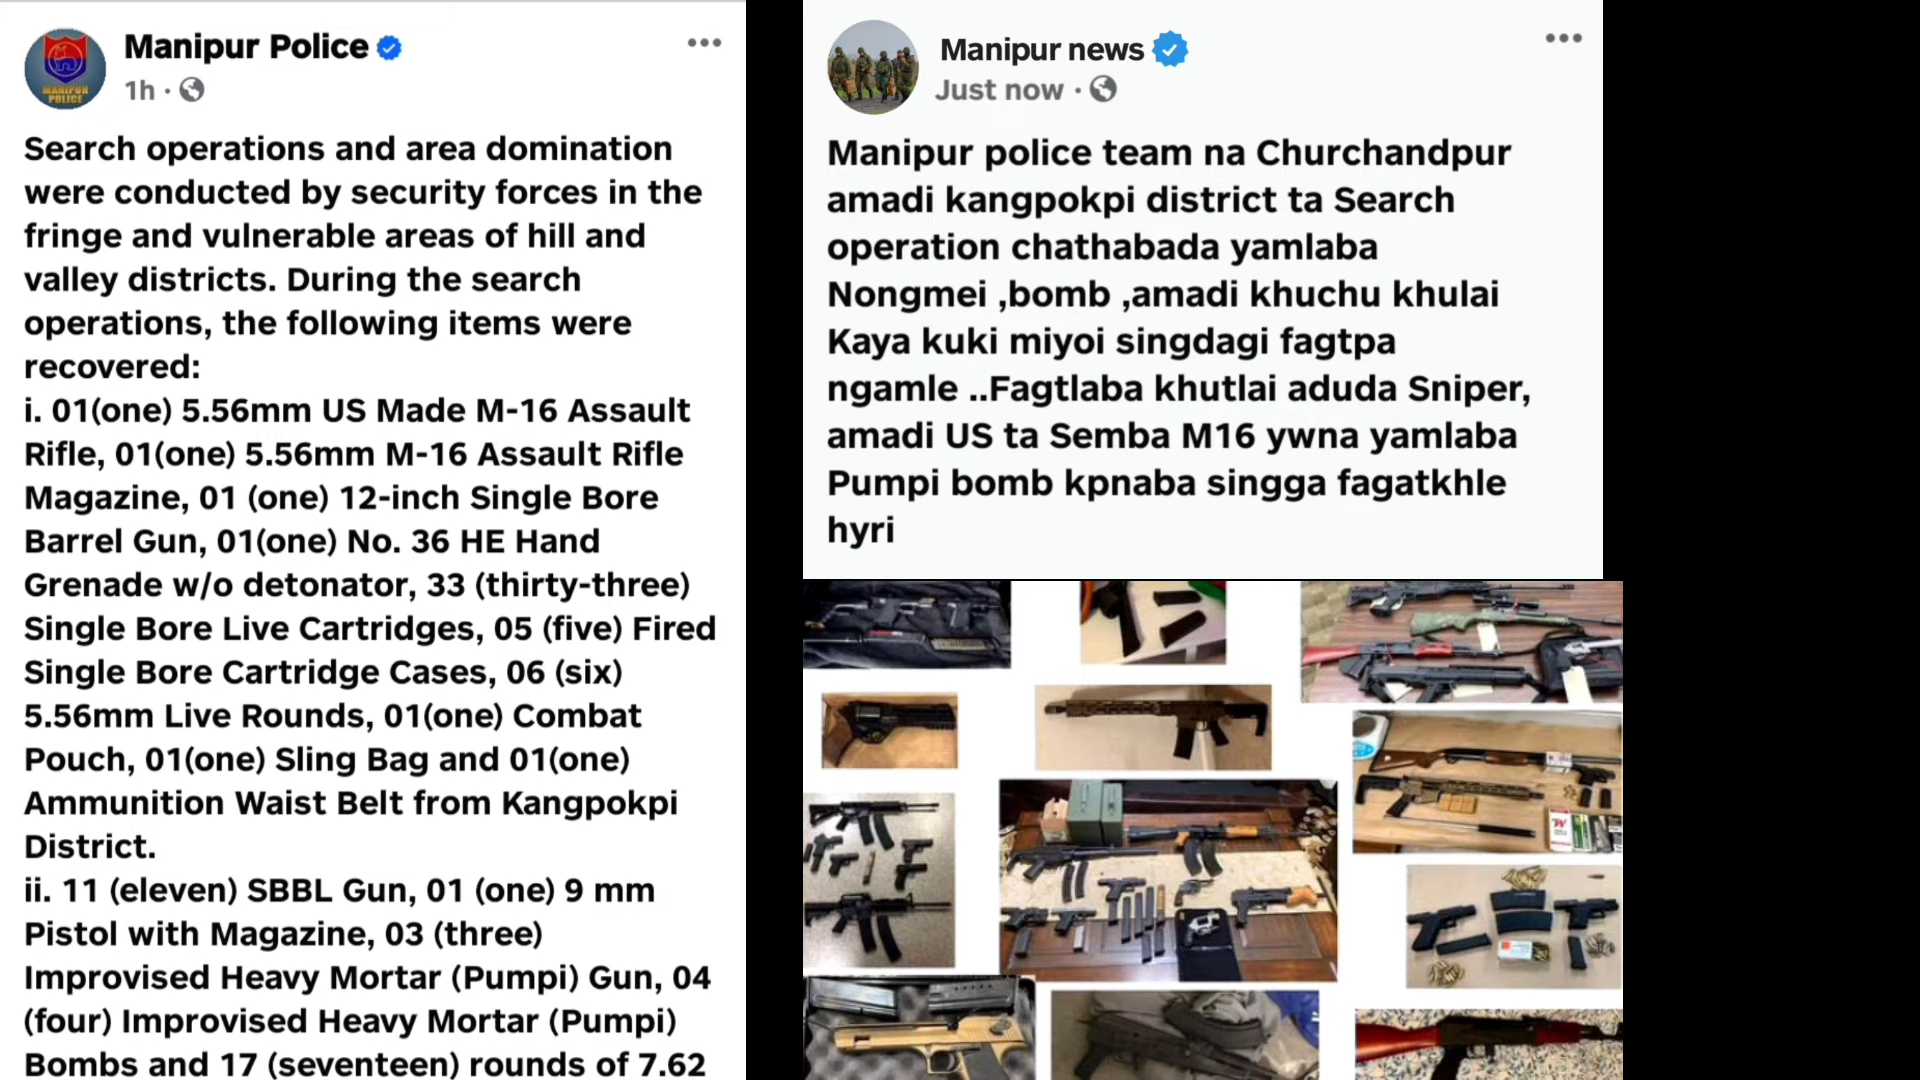 Manipur Police
1h
Search operations and area domination
were conducted by security forces in the
fringe and vulnerable areas of hill and
valley districts. During the search
operations, the following items were
recovered:
i. 01(one) 5.56mm US Made M-16 Assault
Rifle, 01(one) 5.56mm M-16 Assault Rifle
Magazine, 01 (one) 12-inch Single Bore
Barrel Gun, 01(one) No. 36 HE Hand
Grenade w/o detonator, 33 (thirty-three)
Single Bore Live Cartridges, 05 (five) Fired
Single Bore Cartridge Cases, 06 (six)
5.56mm Live Rounds, 01(one) Combat
Pouch, 01(one) Sling Bag and 01(one)
Ammunition Waist Belt from Kangpokpi
District.
ii. 11 (eleven) SBBL Gun, 01 (one) 9 mm
Pistol with Magazine, 03 (three)
Improvised Heavy Mortar (Pumpi) Gun, 04
(four) Improvised Heavy Mortar (Pumpi)
Bombs and 17 (seventeen) rounds of 7.62
MANIPUR
POLICE
Manipur news
Just now
Manipur police team na Churchandpur
amadi kangpokpi district ta Search
operation chathabada yamlaba
Nongmei ,bomb ,amadi khuchu khulai
Kaya kuki miyoi singdagi fagtpa
ngamle ..Fagtlaba khutlai aduda Sniper,
amadi US ta Semba M16 ywna yamlaba
Pumpi bomb kpnaba singga fagatkhle
hyri